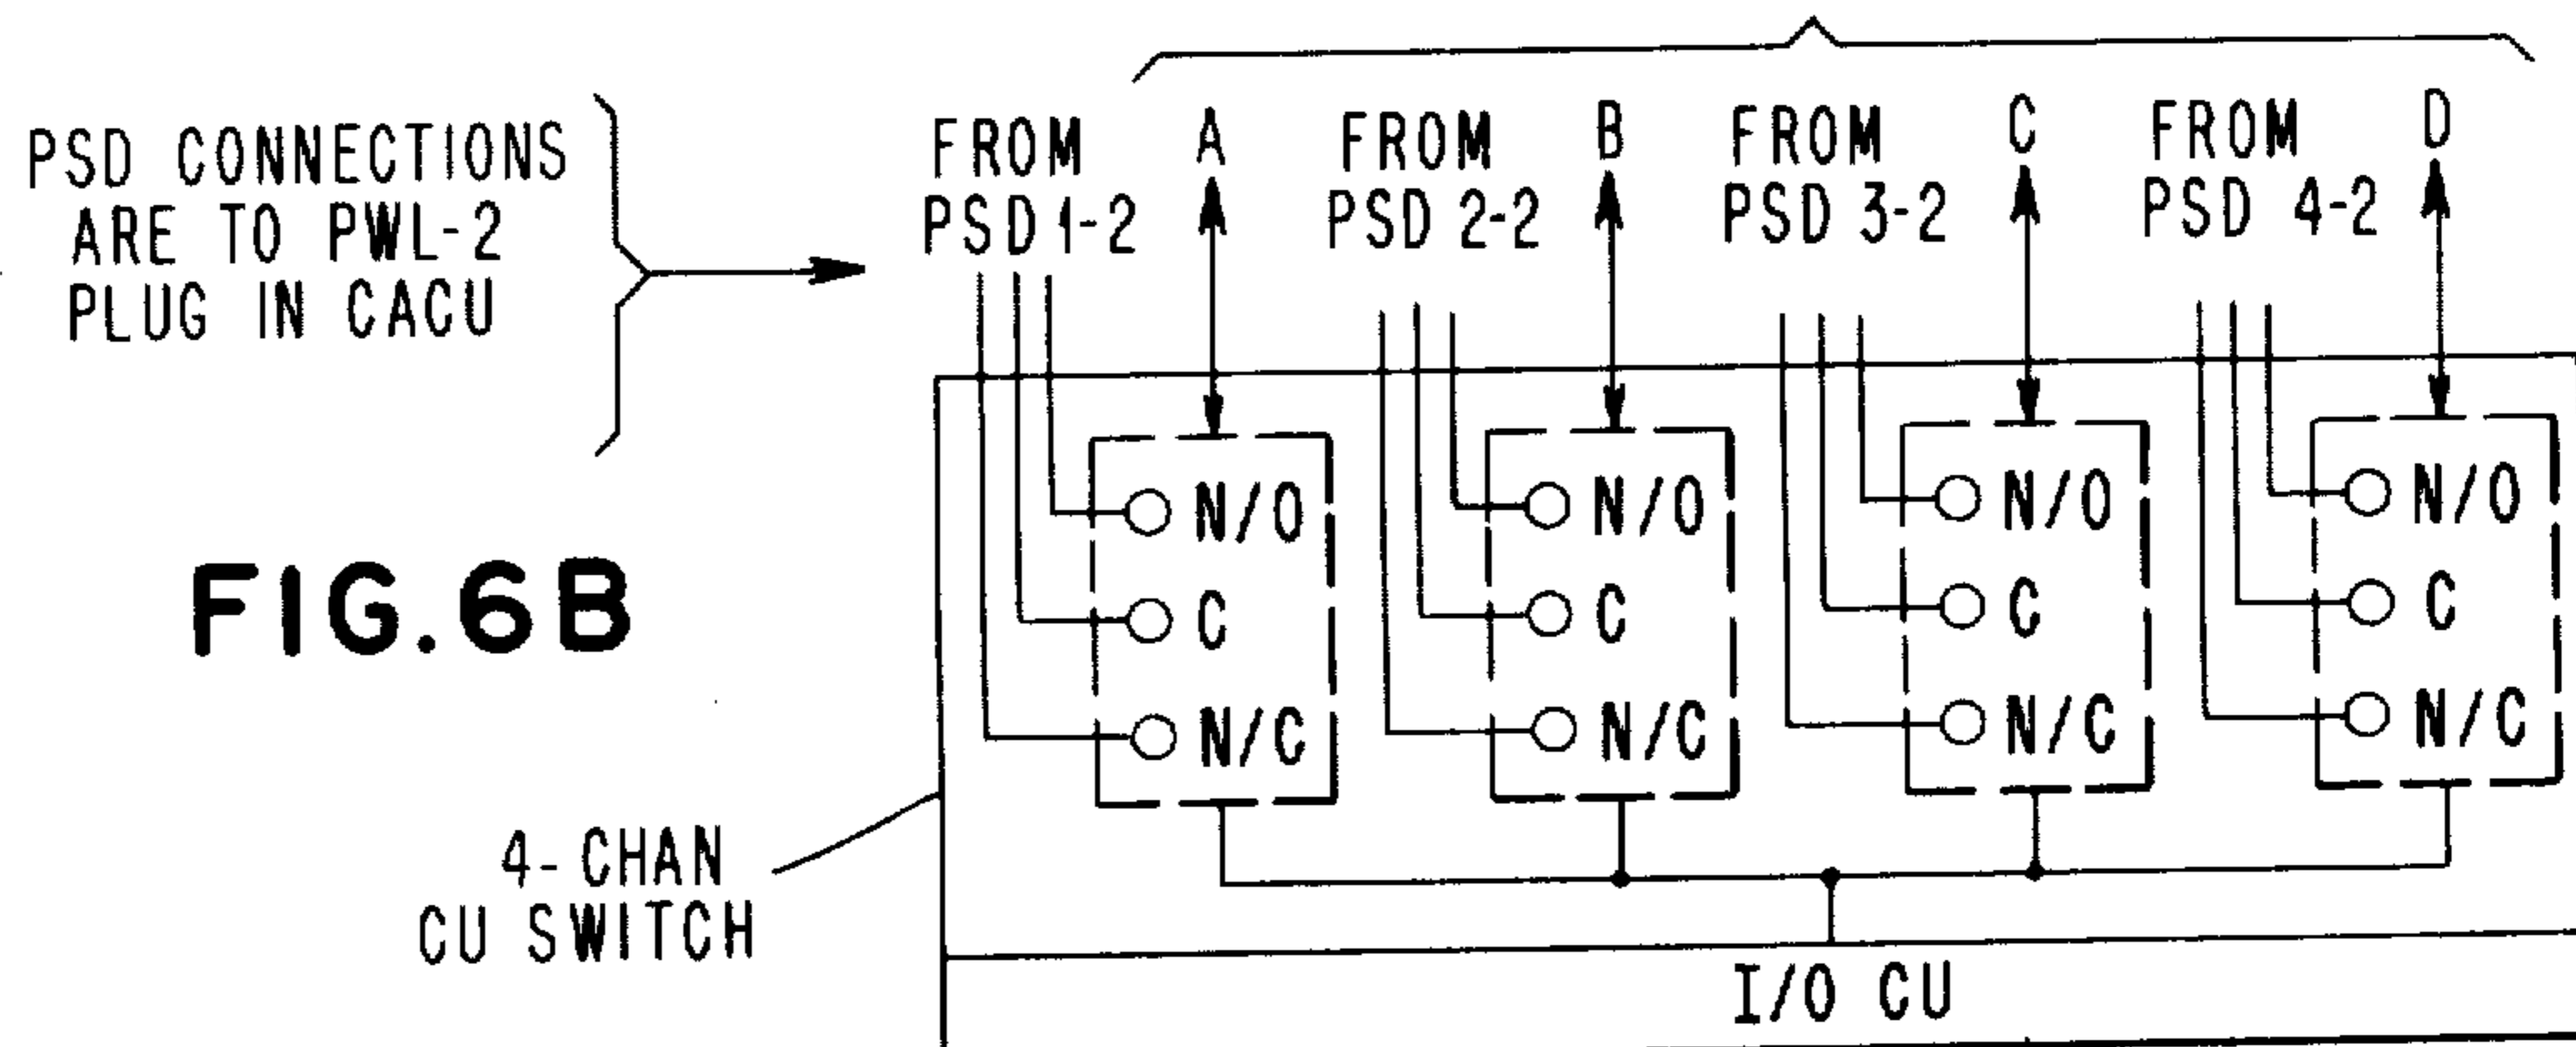 PSD CONNECTIONS
ARE TO PWL-2
PLUG IN CACU
FROM
PSD 1-2
A
FROM
PSD 2-2
B
FROM
PSD 3-2
C
FROM
PSD 4-2
D
N/O
C
N/C
N/O
C
N/C
N/O
C
N/C
N/O
C
N/C
FIG.6B
4-CHAN
CU SWITCH
I/O CU